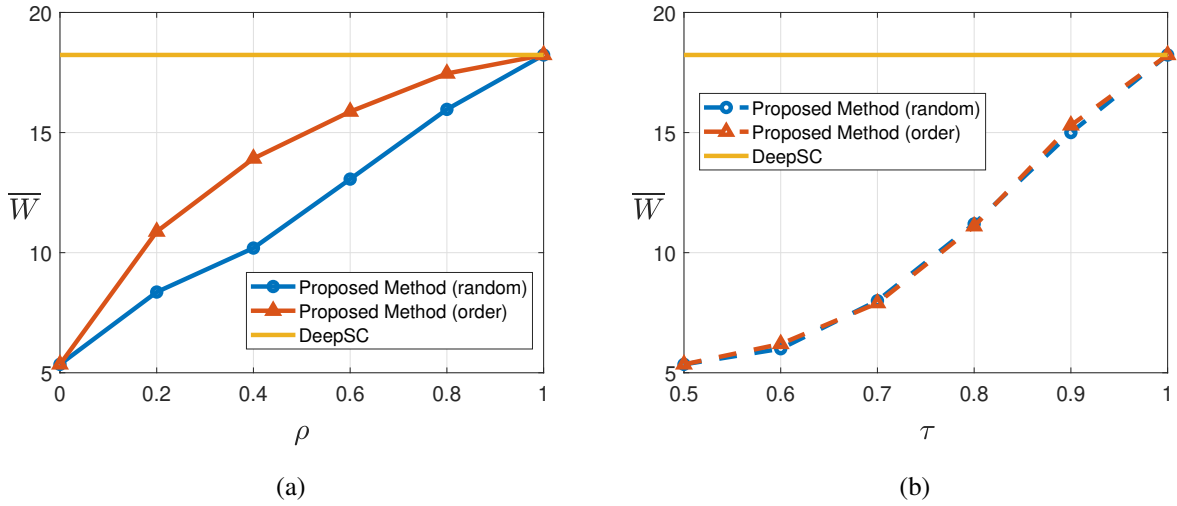 20
15
10
5
W
0
0.2
0.4
0.6
0.8
1
ρ
Proposed Method (random)
Proposed Method (order)
DeepSC
(a)
20
15
10
5
W
0.5
0.6
0.7
0.8
0.9
1
τ
Proposed Method (random)
Proposed Method (order)
DeepSC
(b)